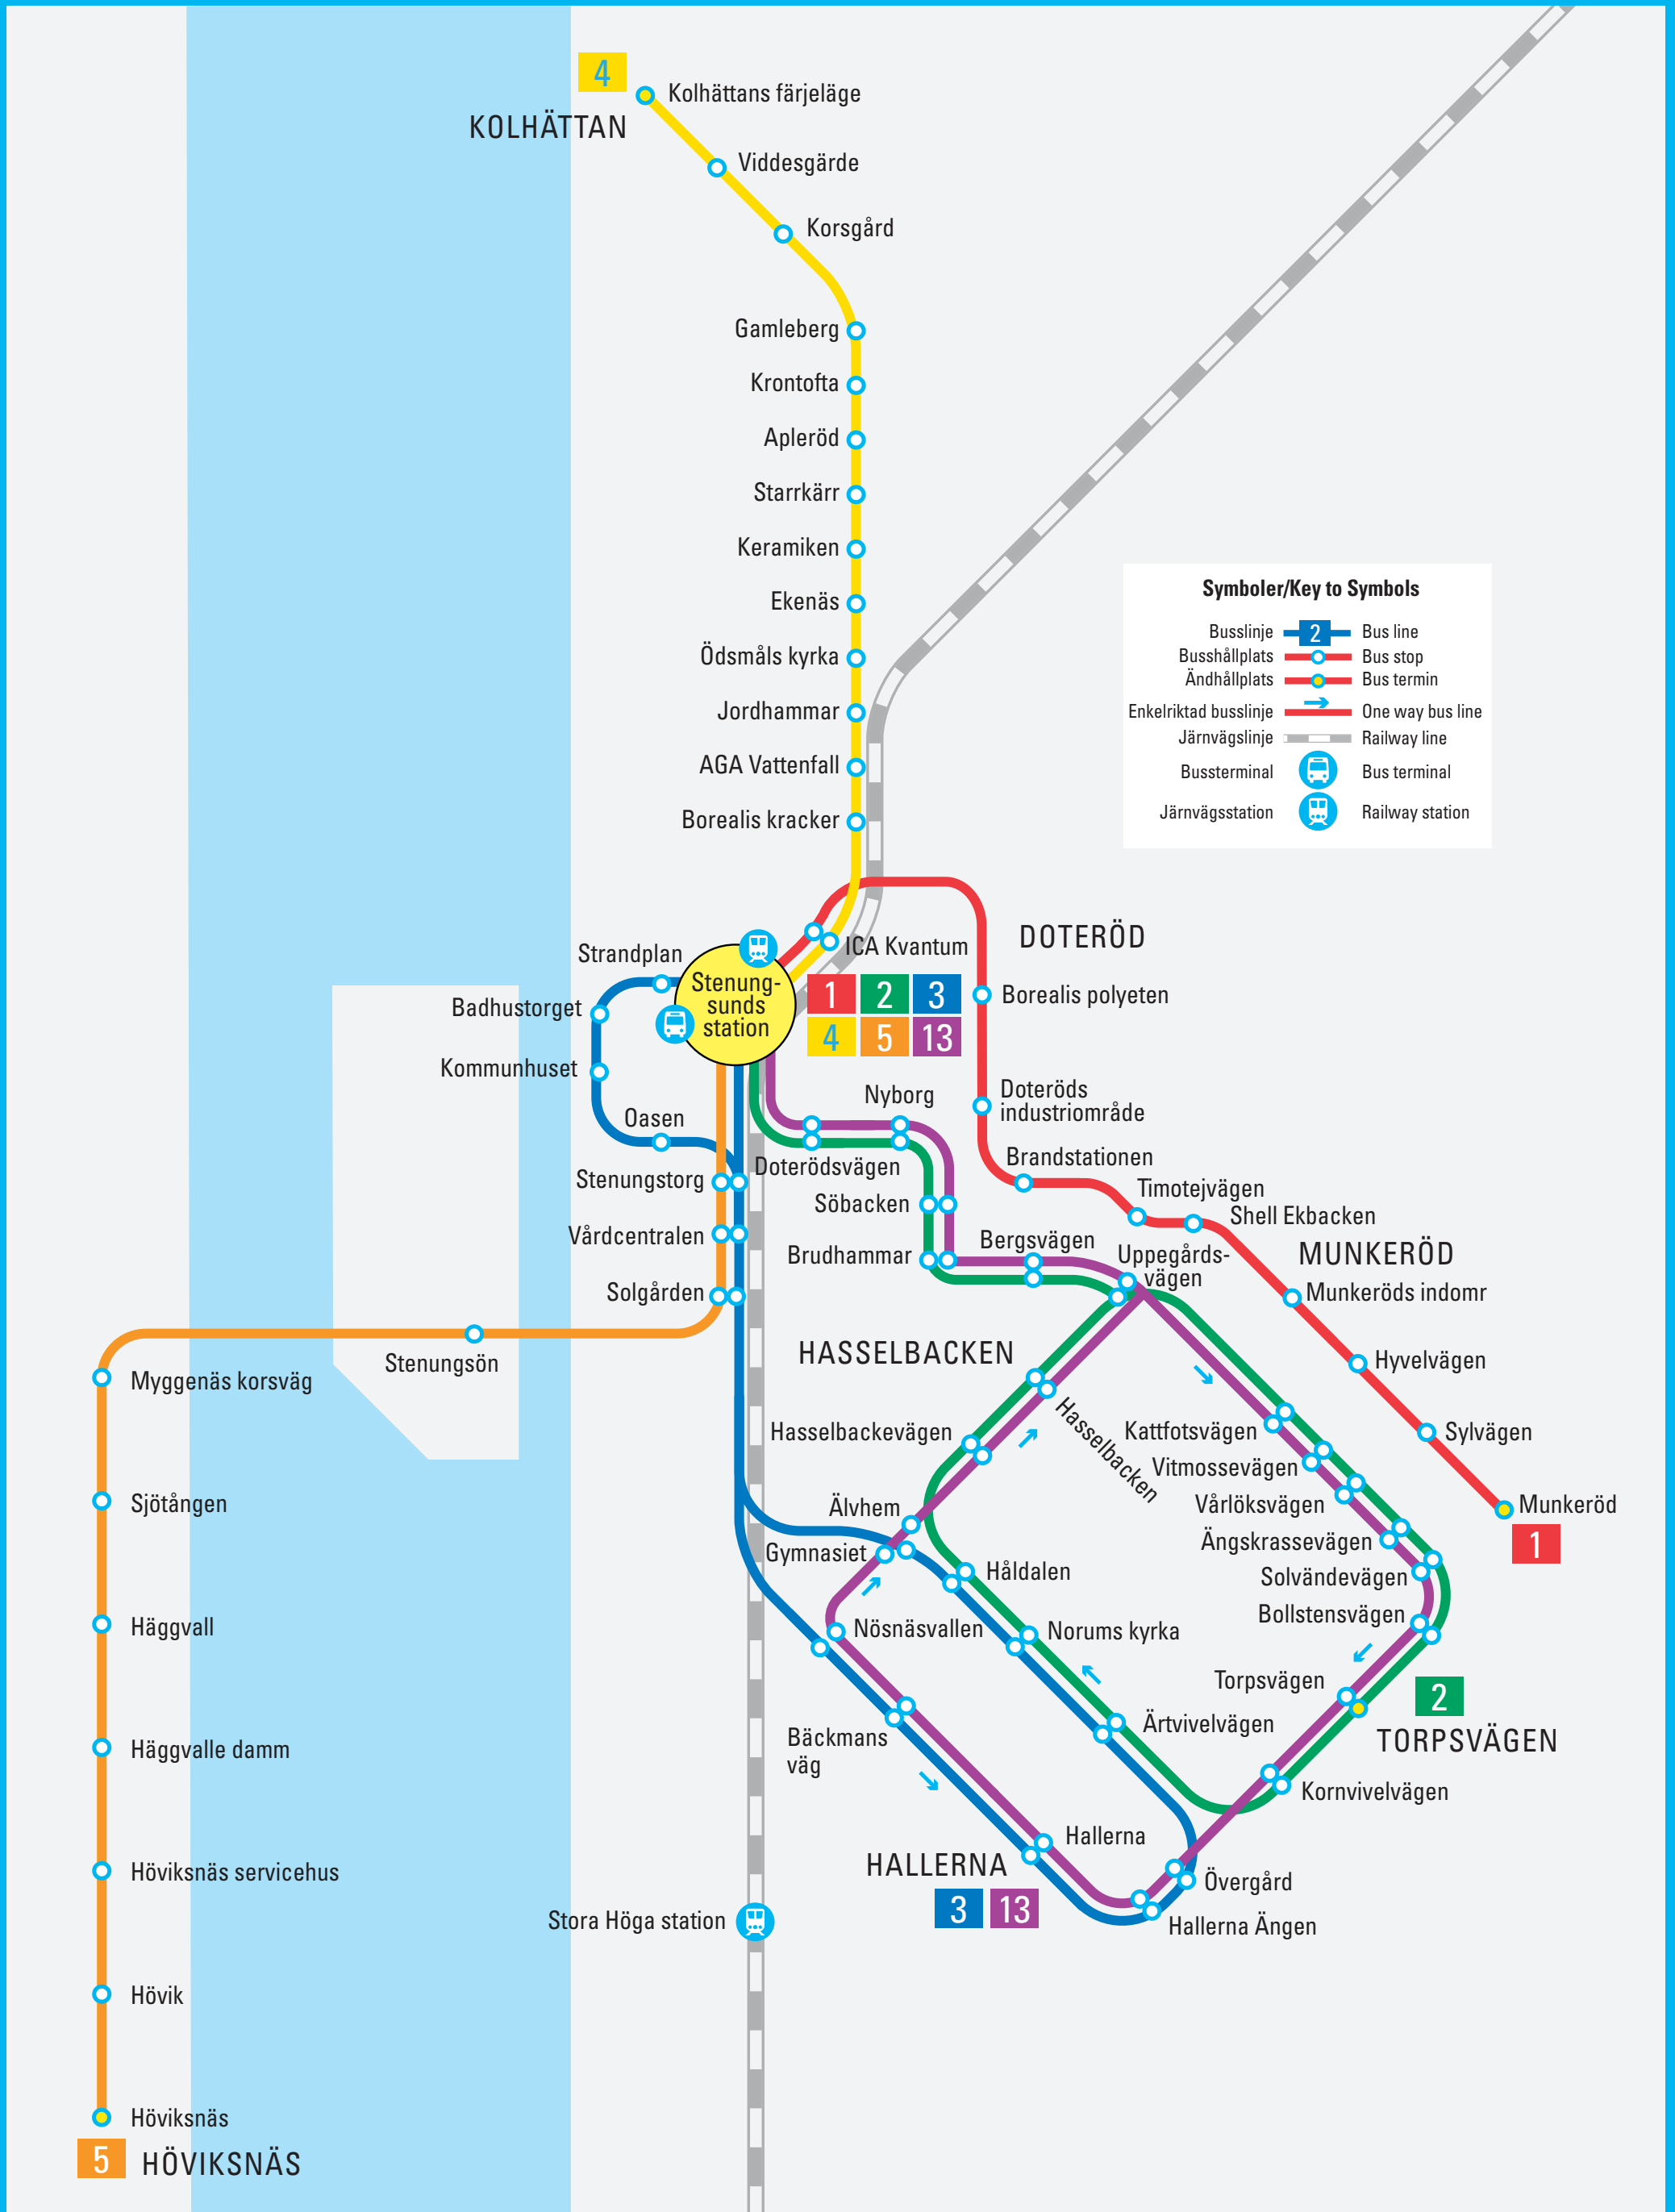 4
Kolhättans färjeläge
KOLHÄTTAN
Viddesgärde
Korsgård
Gamleberg
Krontofta
Apleröd
Starrkärr
Keramiken
Ekenäs
Ödsmåls kyrka
Jordhammar
AGA Vattenfall
Borealis kracker
Symboler/Key to Symbols
Busslinje 2 Bus line
Busshållplats Bus stop
Ändhållplats Bus termin
Enkelriktad busslinje One way bus line
Järnvägslinje Railway line
Bussterminal Bus terminal
Järnvägsstation Railway station
DOTERÖD
ICA Kvantum
Strandplan
Stenung-
sunds
station
1 2 3
4 5 13
Badhustorget
Kommunhuset
Oasen
Borealis polyeten
Doteröds
industriområde
Nyborg
Doterödsvägen
Brandstationen
Timotejvägen
Shell Ekbacken
MUNKERÖD
Stenungstorg
Söbacken
Vårdcentralen
Brudhammar
Bergsvägen
Uppegårds-
vägen
Munkeröds indomr
Solgården
Stenungsön
HASSELBACKEN
Hyvelvägen
Myggenäs korsväg
Hasselbacken
Hasselbackevägen
Kattfotsvägen
Sylvägen
Vitmossevägen
Sjötången
Älvhem
Vårlöksvägen
Munkeröd
1
Gymnasiet
Ängskrassevägen
Håldalen
Solvändevägen
Bollstensvägen
Häggvall
Nösnäsvallen
Norums kyrka
Torpsvägen
2
TORPSVÄGEN
Ärtvivelvägen
Bäckmans
väg
Häggvalle damm
Kornvivelvägen
Hallerna
HALLERNA
3 13
Höviksnäs servicehus
Övergård
Stora Höga station
Hallerna Ängen
Hövik
Höviksnäs
5
HÖVIKSNÄS